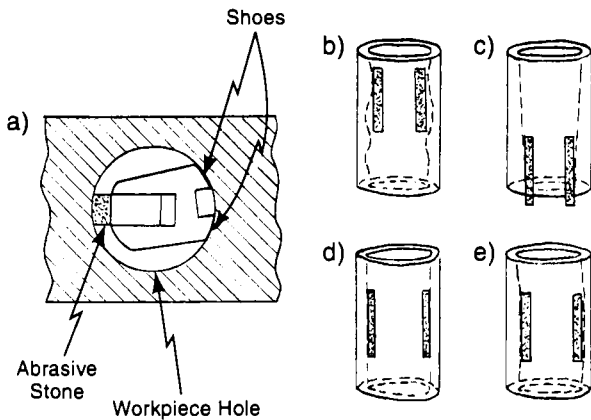 Shoes
a)
b)
c)
d)
e)
Abrasive
Stone
Workpiece Hole